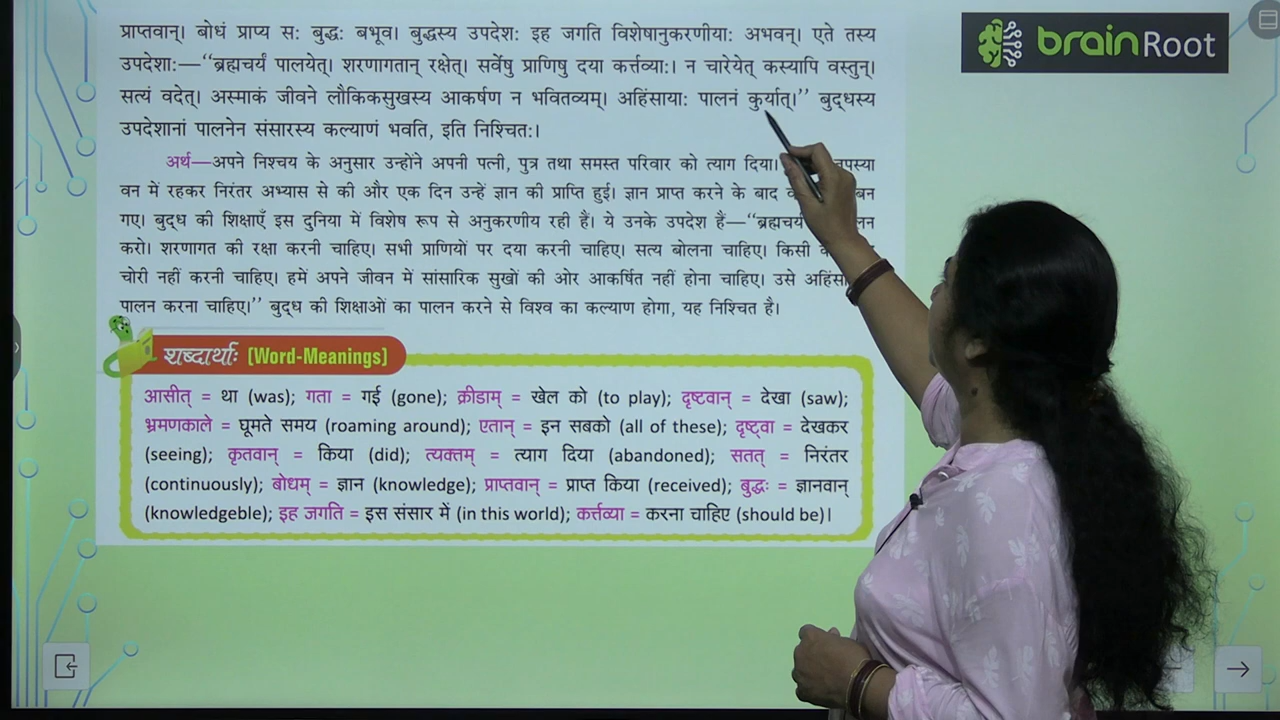 प्राप्तवान्। बोधं प्राप्य सः बुद्धः बभूव। बुद्धस्य उपदेशः इह जगति विशेषानुकरणीयाः अभवन्। एते तस्य
उपदेशाः—“ब्रह्मचर्यं पालयेत्। शरणागतान् रक्षेत्। सर्वेषु प्राणिषु दया कर्त्तव्याः। न चारेयेत् कस्यापि वस्तुन्।
सत्यं वदेत्। अस्माकं जीवने लौकिकसुखस्य आकर्षण न भवितव्यम्। अहिंसायाः पालनं कुर्यात्।” बुद्धस्य
उपदेशानां पालनेन संसारस्य कल्याणं भवति, इति निश्चितः।
अर्थ—अपने निश्चय के अनुसार उन्होंने अपनी पत्नी, पुत्र तथा समस्त परिवार को त्याग दिया। तपस्या
वन में रहकर निरंतर अभ्यास से की और एक दिन उन्हें ज्ञान की प्राप्ति हुई। ज्ञान प्राप्त करने के बाद बन
गए। बुद्ध की शिक्षाएँ इस दुनिया में विशेष रूप से अनुकरणीय रही हैं। ये उनके उपदेश हैं—“ब्रह्मचर्य
करो। शरणागत की रक्षा करनी चाहिए। सभी प्राणियों पर दया करनी चाहिए। सत्य बोलना चाहिए। किसी
चोरी नहीं करनी चाहिए। हमें अपने जीवन में सांसारिक सुखों की ओर आकर्षित नहीं होना चाहिए। उसे
पालन करना चाहिए।” बुद्ध की शिक्षाओं का पालन करने से विश्व का कल्याण होगा, यह निश्चित है।
शब्दार्थाः [Word-Meanings]
आसीत् = था (was); गता = गई (gone); क्रीडाम् = खेल को (to play); दृष्टवान् = देखा (saw);
भ्रमणकाले = घूमते समय (roaming around); एतान् = इन सबको (all of these); दृष्ट्वा = देखकर
(seeing); कृतवान् = किया (did); त्यक्तम् = त्याग दिया (abandoned); सतत् = निरंतर
(continuously); बोधम् = ज्ञान (knowledge); प्राप्तवान् = प्राप्त किया (received); बुद्धः = ज्ञानवान्
(knowledgeble); इह जगति = इस संसार में (in this world); कर्त्तव्या = करना चाहिए (should be)।
brainRoot